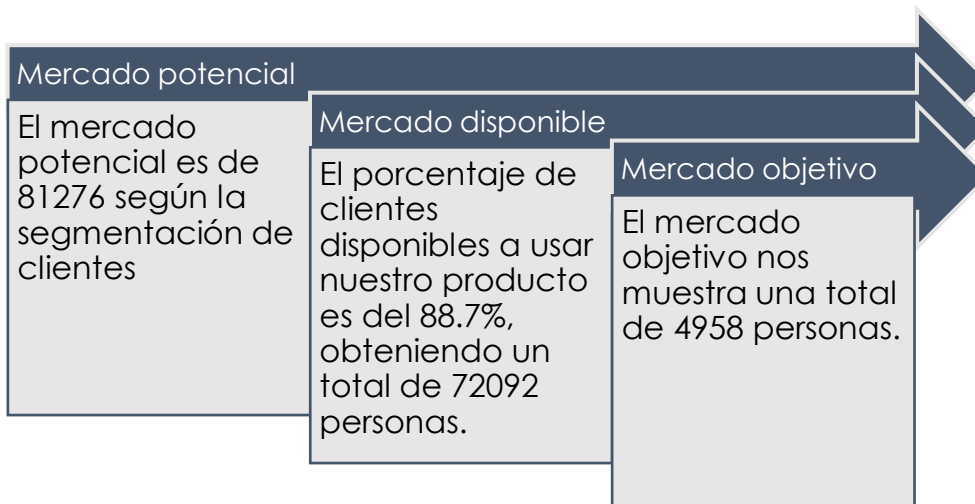 Mercado potencial
El mercado
potencial es de
81276 según la
segmentación de
clientes
Mercado disponible
El porcentaje de
clientes
disponibles a usar
nuestro producto
es del 88.7%,
obteniendo un
total de 72092
personas.
Mercado objetivo
El mercado
objetivo nos
muestra una total
de 4958 personas.